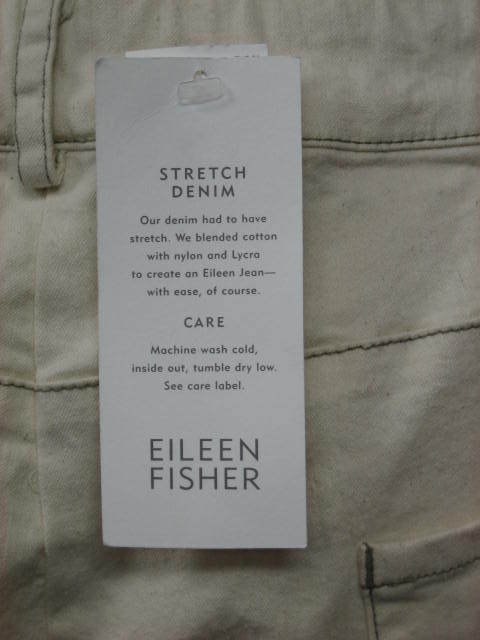 STRETCH
DENIM
Our denim had to have
stretch. We blended cotton
with nylon and Lycra
to create an Eileen Jean—
with ease, of course.
CARE
Machine wash cold,
inside out, tumble dry low.
See care label.
EILEEN
FISHER